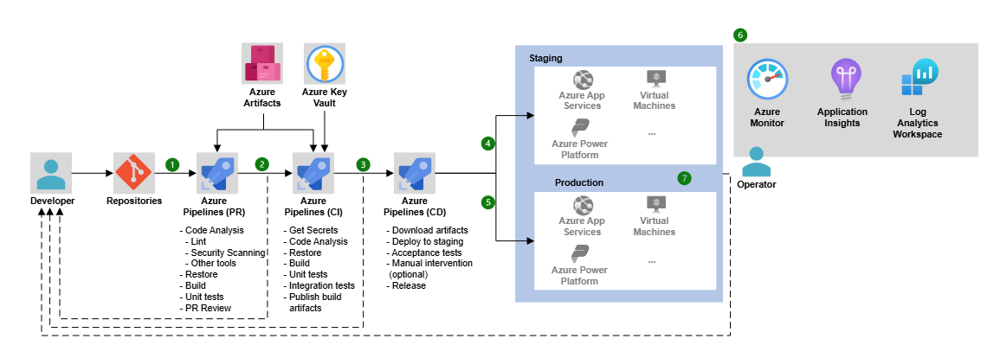 6
Staging
Azure
Artifacts
Azure Key
Vault
Azure App
Services
Virtual
Machines
Azure Power
Platform
...
Azure
Monitor
Application
Insights
Log
Analytics
Workspace
1
2
3
4
5
7
Developer
Repositories
Azure
Pipelines (PR)
- Code Analysis
- Lint
- Security Scanning
- Other tools
- Restore
- Build
- Unit tests
- PR Review
Azure
Pipelines (CI)
- Get Secrets
- Code Analysis
- Restore
- Build
- Unit tests
- Integration tests
- Publish build
artifacts
Azure
Pipelines (CD)
- Download artifacts
- Deploy to staging
- Acceptance tests
- Manual intervention
(optional)
- Release
Production
Azure App
Services
Virtual
Machines
Azure Power
Platform
...
Operator